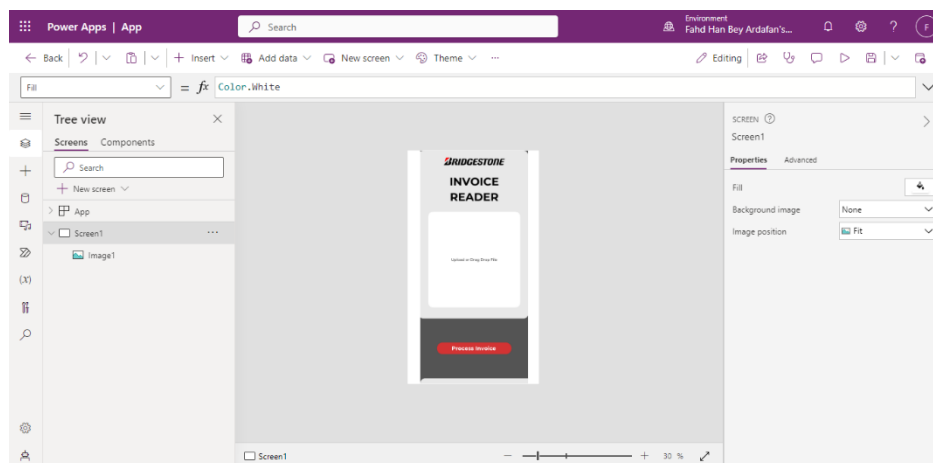 Power Apps | App
Search
Environment
Fahd Han Bey Ardafan's...
F
Back
Insert
Add data
New screen
Theme
...
Editing
Fill
= fx Color.White
Tree view
Screens Components
Search
New screen
App
Screen1
...
Image1
(x)
BRIDGESTONE
INVOICE
READER
Upload or Drag Drop File
Process Invoice
SCREEN
Screen1
Properties Advanced
Fill
Background image None
Image position Fit
Screen1
30 %